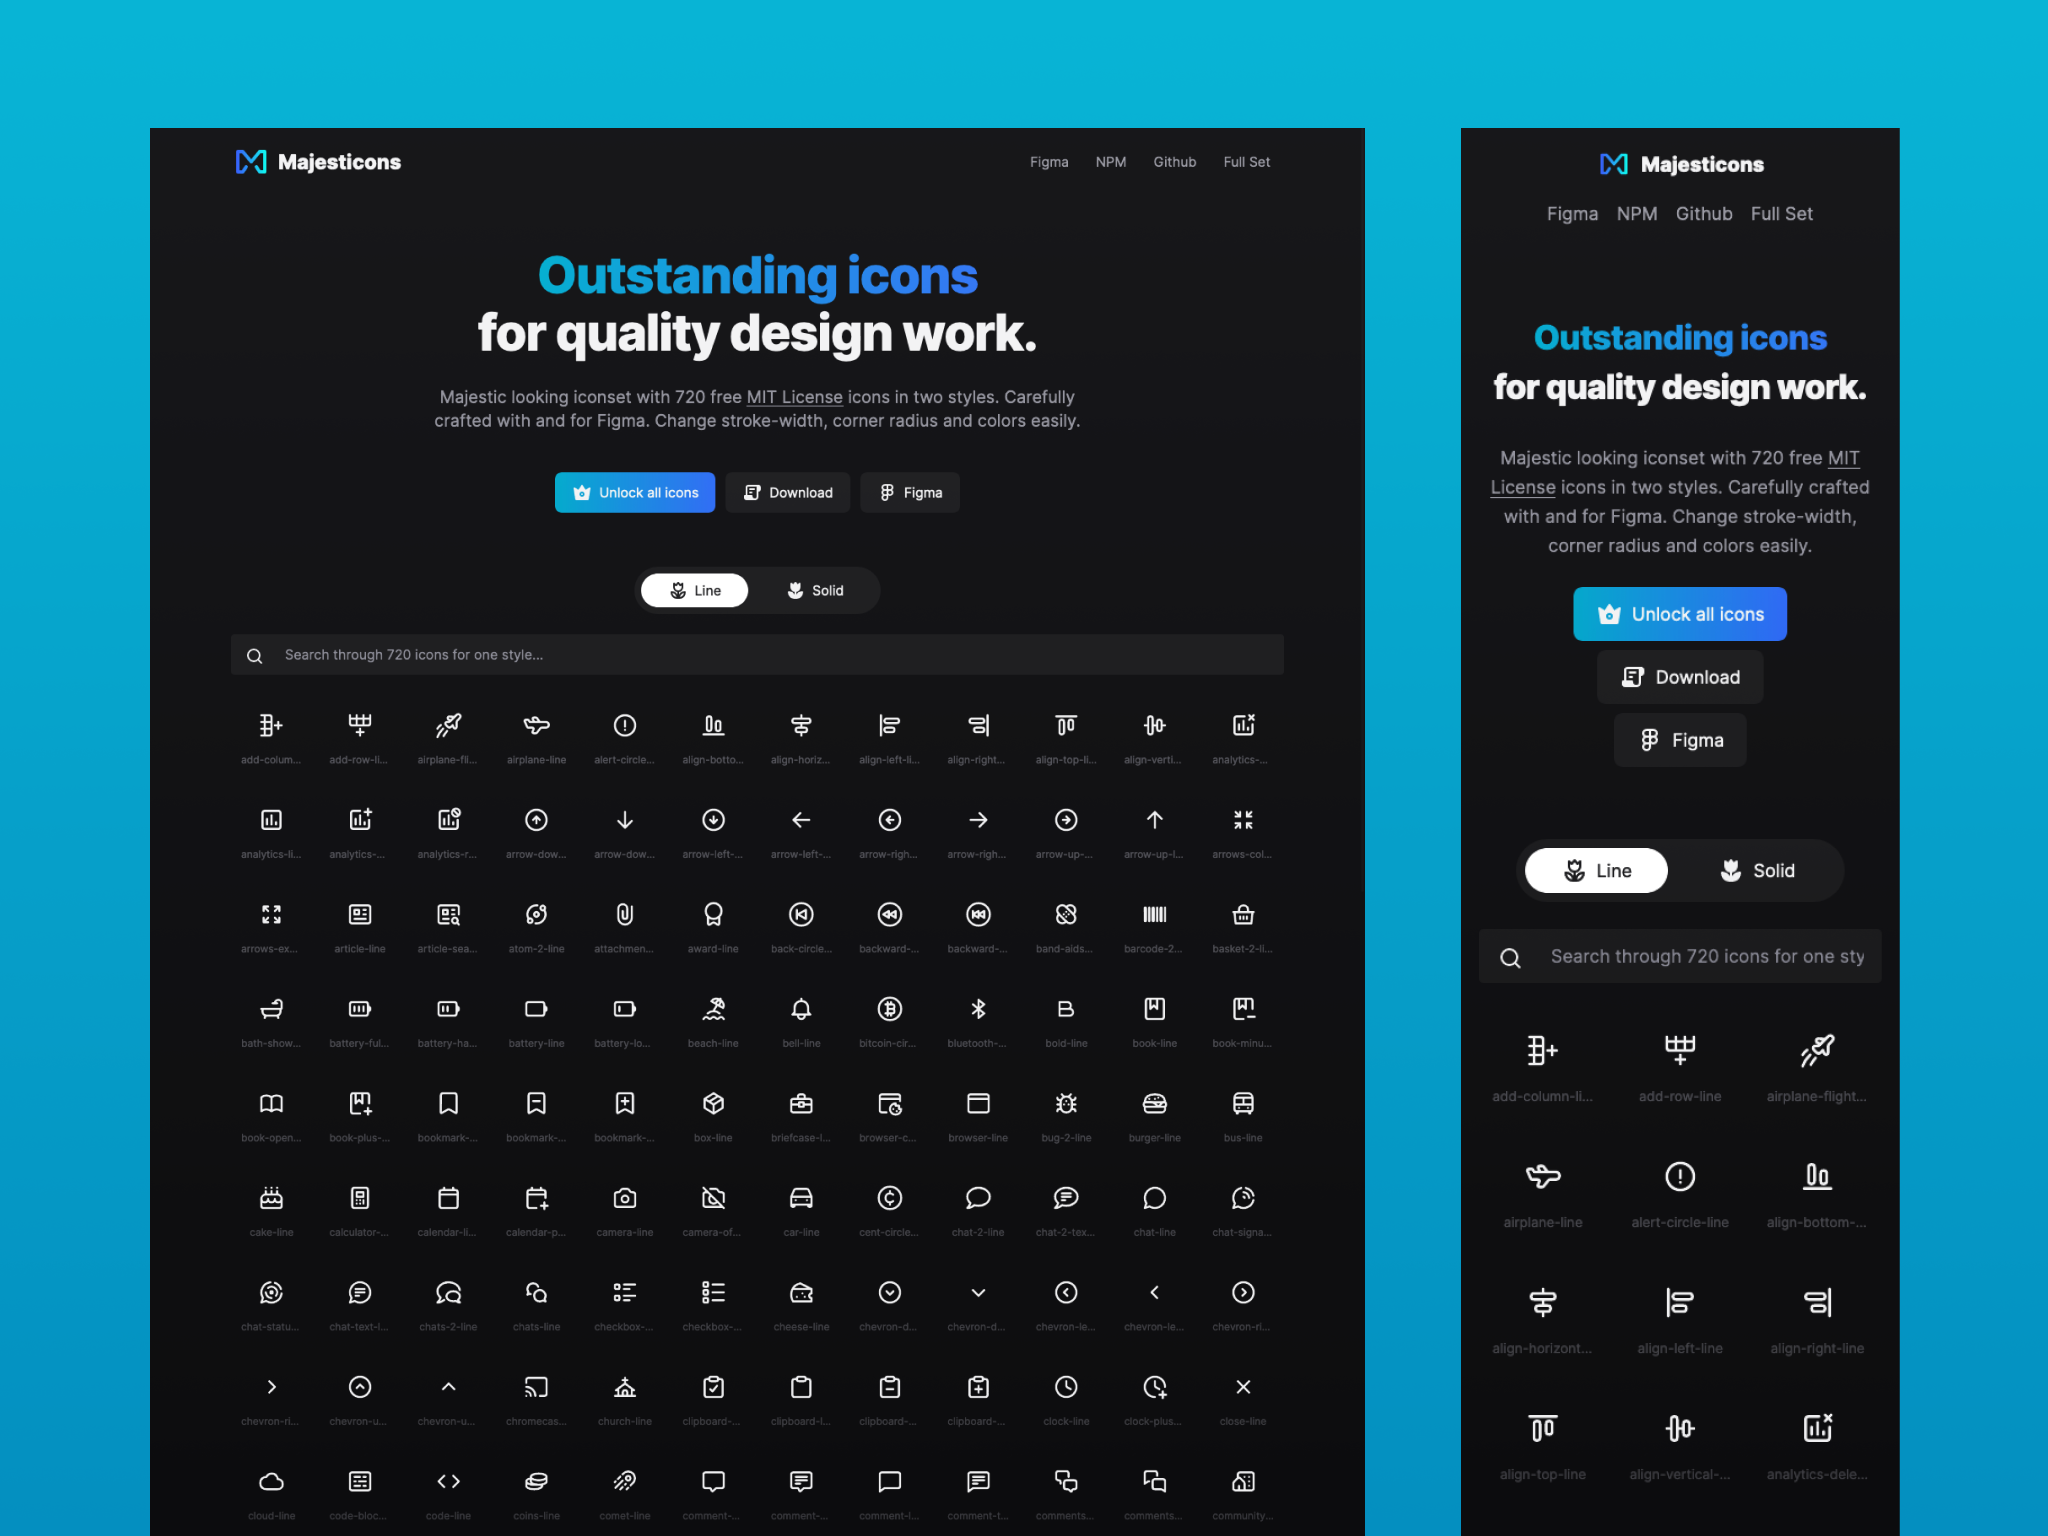 Majesticons
Figma NPM Github Full Set
Outstanding icons
for quality design work.
Majestic looking iconset with 720 free MIT License icons in two styles. Carefully
crafted with and for Figma. Change stroke-width, corner radius and colors easily.
Unlock all icons Download Figma
Line Solid
Search through 720 icons for one style...
add-colum... add-row-li... airplane-fli... airplane-line alert-circle... align-botto... align-horiz... align-left-li... align-right... align-top-li... align-verti... analytics-...
analytics-li... analytics-... analytics-r... arrow-dow... arrow-dow... arrow-left-... arrow-left-... arrow-righ... arrow-righ... arrow-up-... arrow-up-l... arrows-col...
arrows-ex... article-line article-sea... atom-2-line attachmen... award-line back-circle... backward-... backward-... band-aids... barcode-2... basket-2-li...
bath-show... battery-ful... battery-ha... battery-line battery-lo... beach-line bell-line bitcoin-cir... bluetooth-... bold-line book-line book-minu...
book-open... book-plus-... bookmark-... bookmark-... bookmark-... box-line briefcase-l... browser-c... browser-line bug-2-line burger-line bus-line
cake-line calculator-... calendar-li... calendar-p... camera-line camera-of... car-line cent-circle... chat-2-line chat-2-tex... chat-line chat-signa...
chat-statu... chat-text-l... chats-2-line chats-line checkbox-... checkbox-... cheese-line chevron-d... chevron-d... chevron-le... chevron-le... chevron-ri...
chevron-ri... chevron-u... chevron-u... chromecas... church-line clipboard-... clipboard-l... clipboard-... clipboard-... clock-line clock-plus... close-line
cloud-line code-bloc... code-line coins-line comet-line comment-... comment-... comment-l... comment-t... comments... comments... community...
Majesticons
Figma NPM Github Full Set
Outstanding icons
for quality design work.
Majestic looking iconset with 720 free MIT
License icons in two styles. Carefully crafted
with and for Figma. Change stroke-width,
corner radius and colors easily.
Unlock all icons
Download
Figma
Line Solid
Search through 720 icons for one sty
add-column-li... add-row-line airplane-flight...
airplane-line alert-circle-line align-bottom-...
align-horizont... align-left-line align-right-line
align-top-line align-vertical-... analytics-dele...